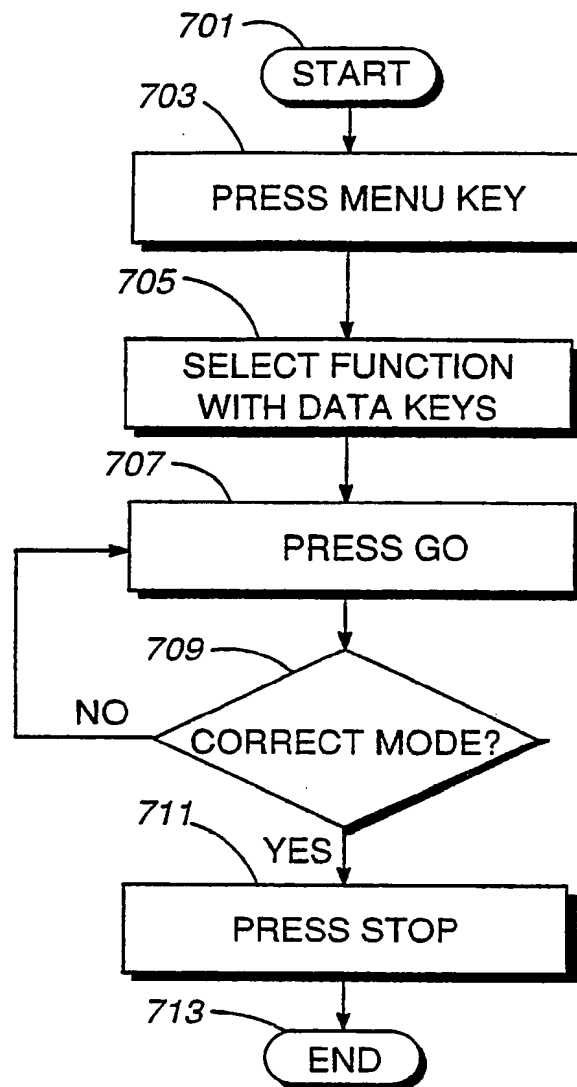 701
START
703
PRESS MENU KEY
705
SELECT FUNCTION
WITH DATA KEYS
707
PRESS GO
709
NO
CORRECT MODE?
711
YES
PRESS STOP
713
END